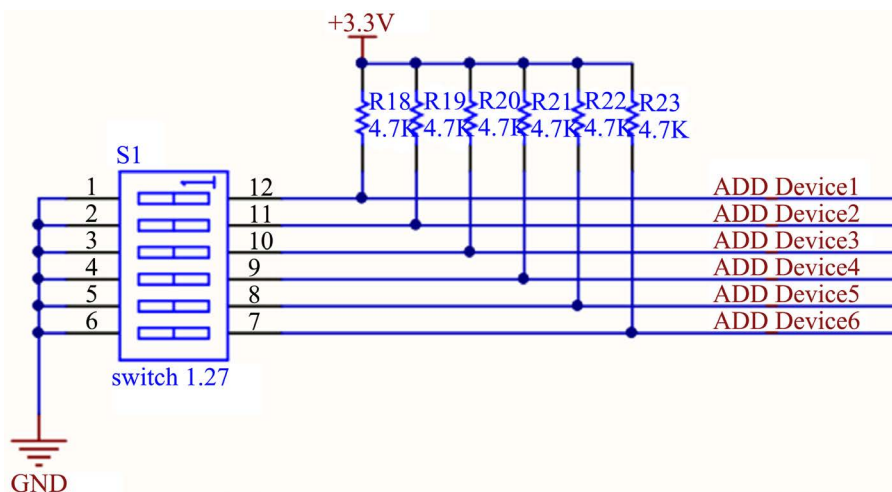 +3.3V
R18 R19 R20 R21 R22 R23
4.7K 4.7K 4.7K 4.7K 4.7K 4.7K
S1
1 12 ADD Device1
2 11 ADD Device2
3 10 ADD Device3
4 9 ADD Device4
5 8 ADD Device5
6 7 ADD Device6
switch 1.27
GND